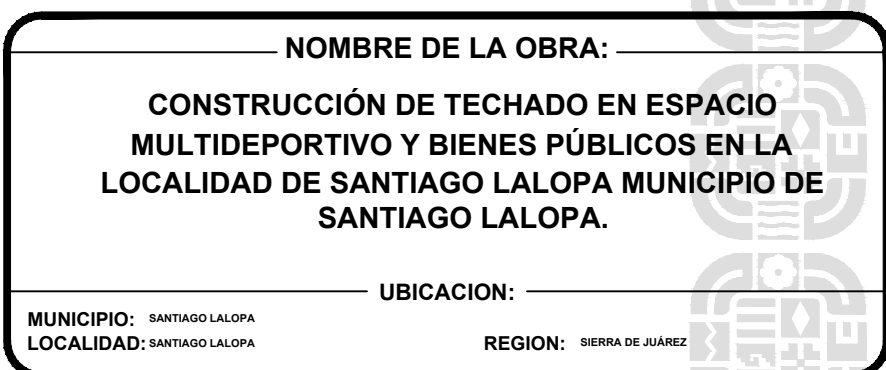 NOMBRE DE LA OBRA:
CONSTRUCCIÓN DE TECHADO EN ESPACIO
MULTIDEPORTIVO Y BIENES PÚBLICOS EN LA
LOCALIDAD DE SANTIAGO LALOPA MUNICIPIO DE
SANTIAGO LALOPA.
UBICACION:
MUNICIPIO: SANTIAGO LALOPA
LOCALIDAD: SANTIAGO LALOPA REGION: SIERRA DE JUÁREZ